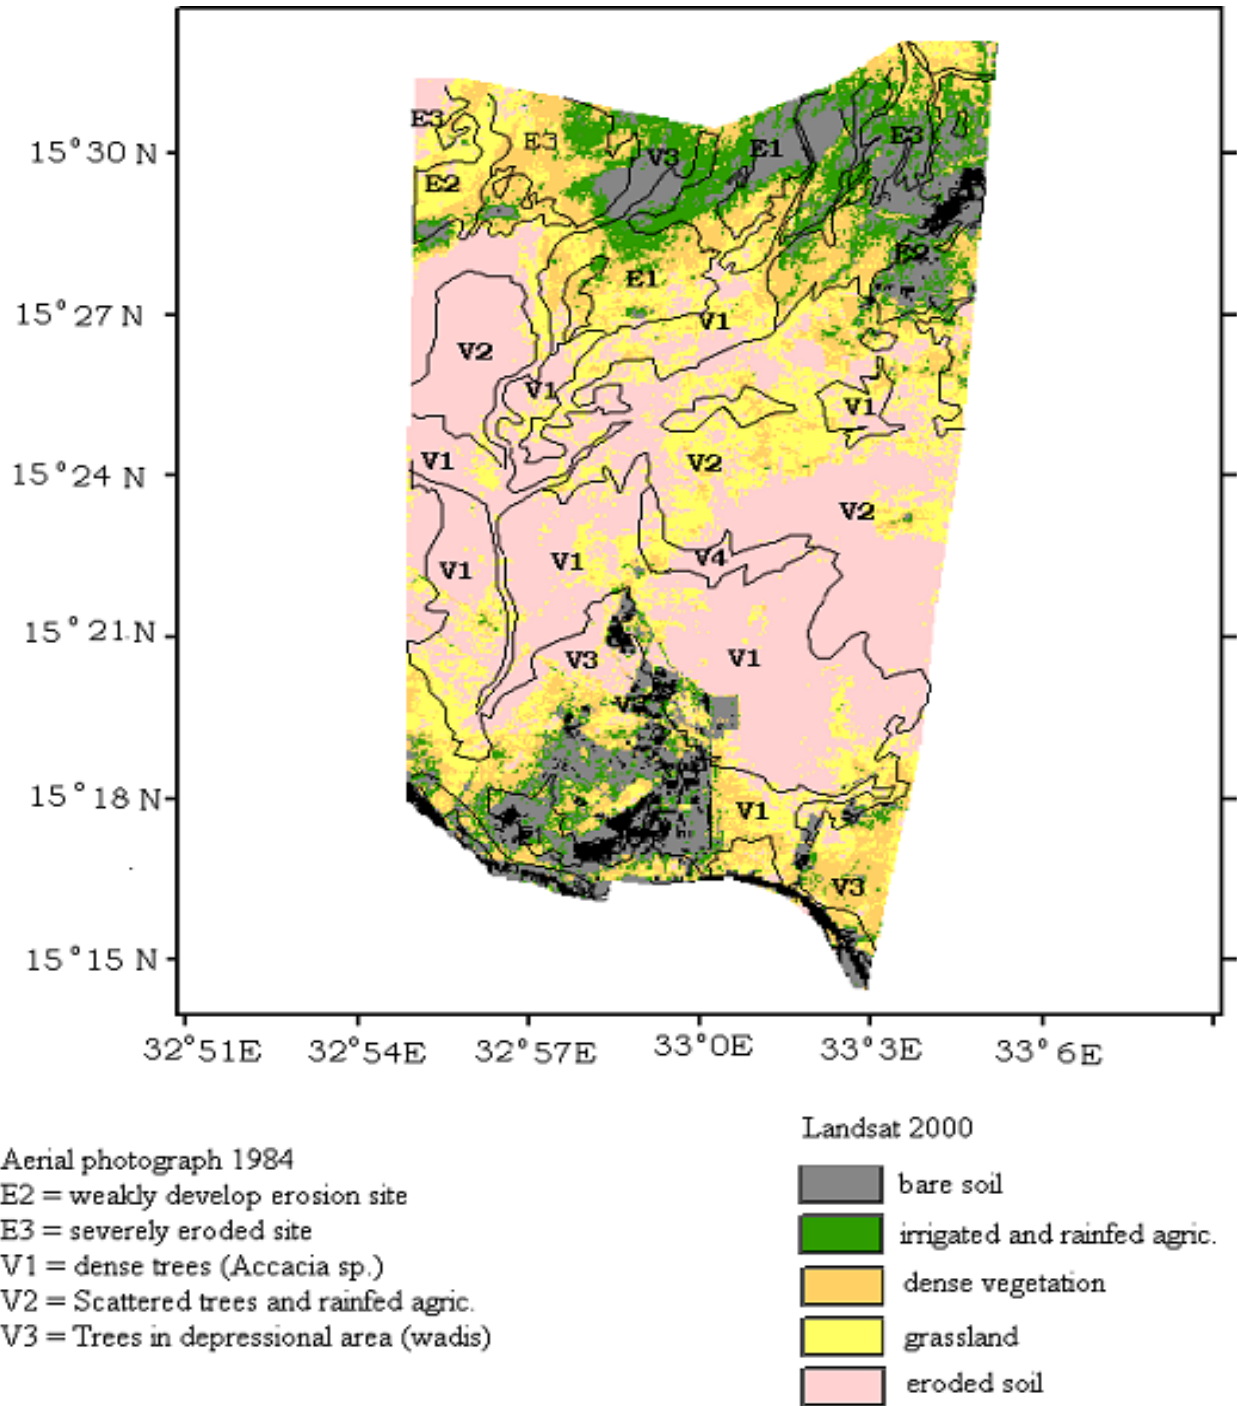 E3
E3
V3
E1
E3
15°30 N
E2
E2
E1
15°27 N
V1
V2
V1
V1
V1
V2
15°24 N
V2
V1
V1
V4
15°21 N
V3
V1
15°18 N
V1
V3
15°15 N
32°51E 32°54E 32°57E 33°0E 33°3E 33°6E
Landsat 2000
Aerial photograph 1984
bare soil
E2 = weakly develop erosion site
E3 = severely eroded site
irrigated and rainfed agric.
V1 = dense trees (Accacia sp.)
dense vegetation
V2 = Scattered trees and rainfed agric.
V3 = Trees in depressional area (wadis)
grassland
eroded soil